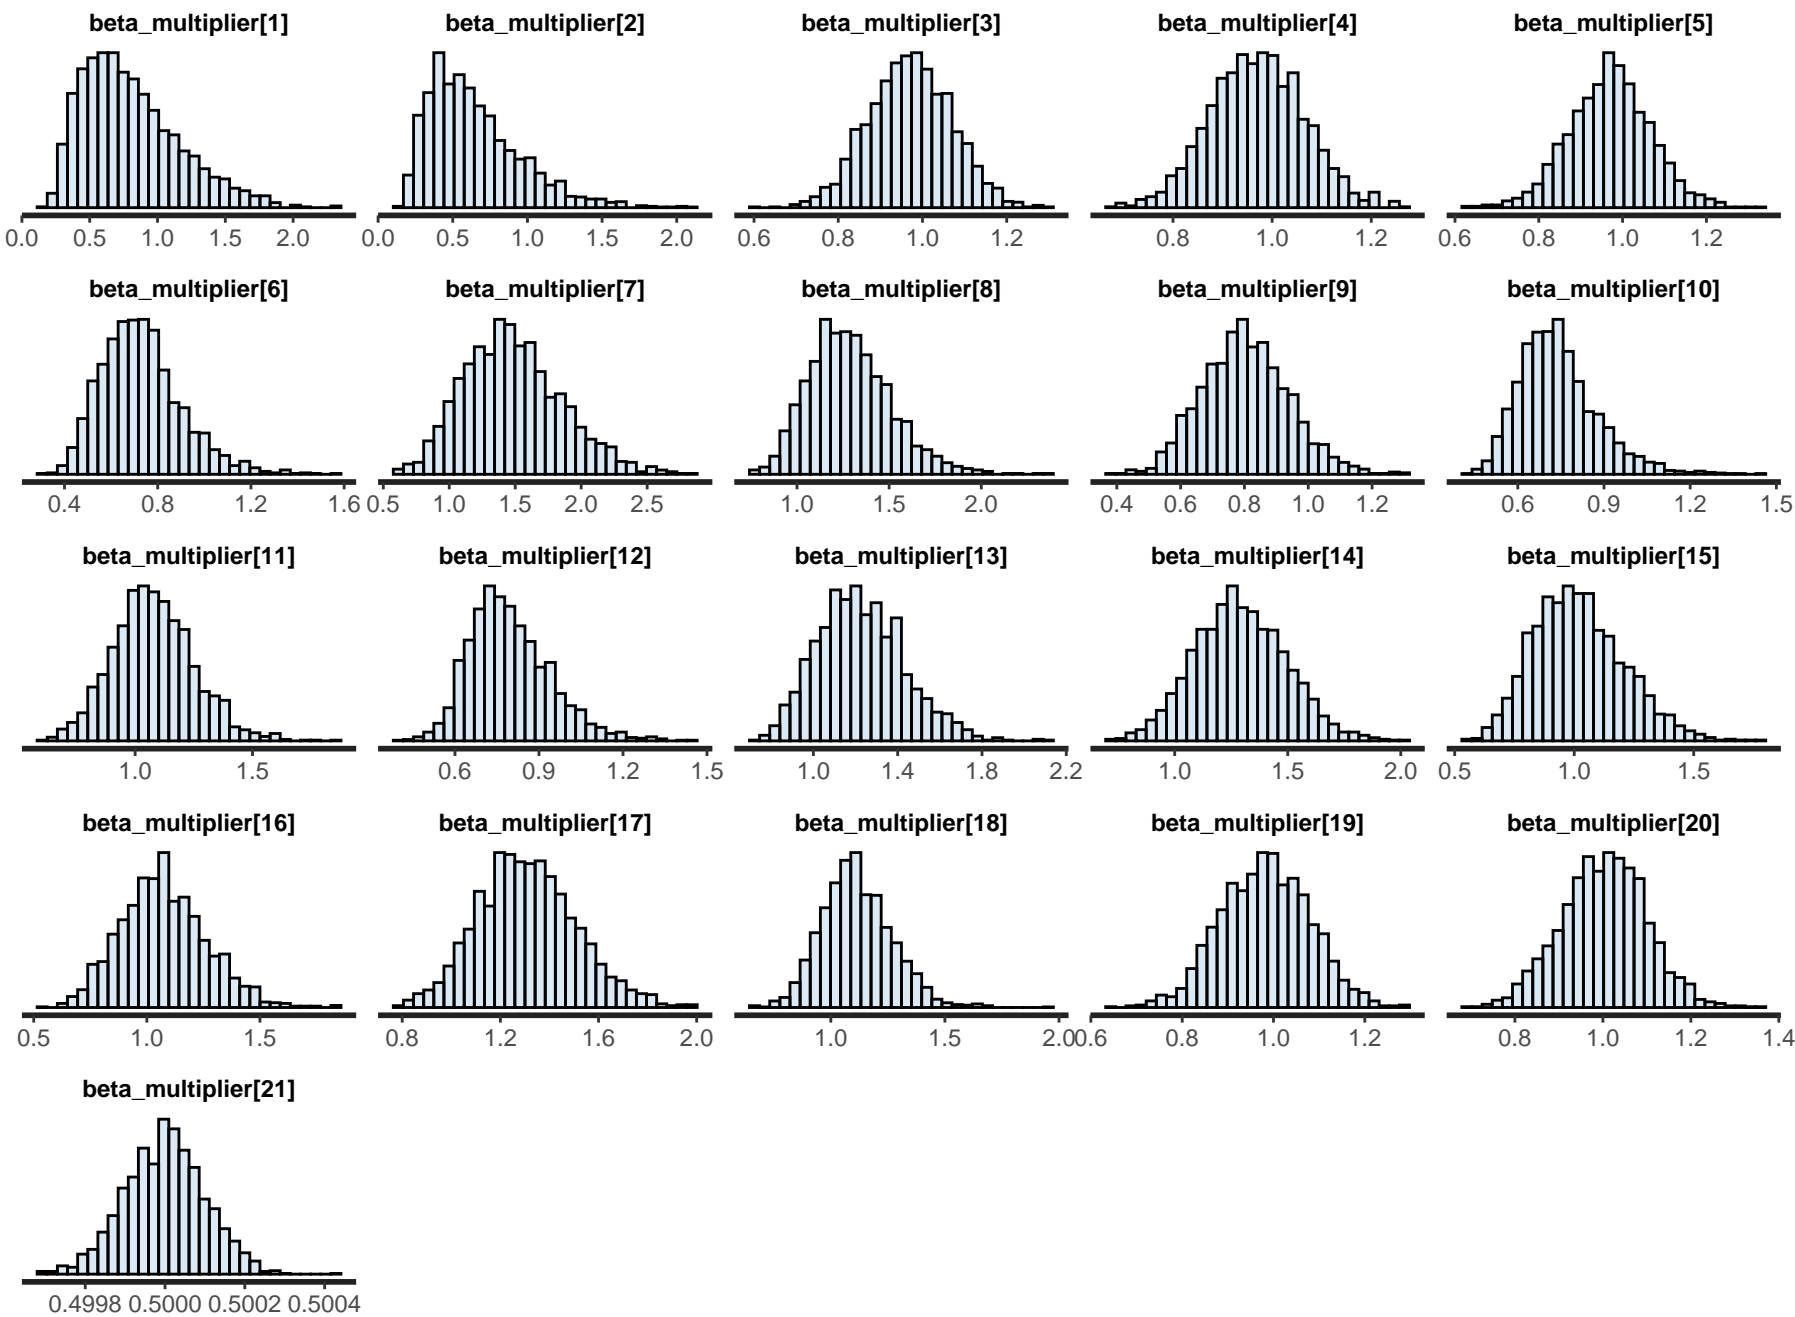 beta_multiplier[1] beta_multiplier[2] beta_multiplier[3] beta_multiplier[4] beta_multiplier[5]
0.0 0.5 1.0 1.5 2.0 0.0 0.5 1.0 1.5 2.0 0.6 0.8 1.0 1.2 0.8 1.0 1.2 0.6 0.8 1.0 1.2
beta_multiplier[6] beta_multiplier[7] beta_multiplier[8] beta_multiplier[9] beta_multiplier[10]
0.4 0.8 1.2 1.6 0.5 1.0 1.5 2.0 2.5 1.0 1.5 2.0 0.4 0.6 0.8 1.0 1.2 0.6 0.9 1.2 1.5
beta_multiplier[11] beta_multiplier[12] beta_multiplier[13] beta_multiplier[14] beta_multiplier[15]
1.0 1.5 0.6 0.9 1.2 1.5 1.0 1.4 1.8 2.2 1.0 1.5 2.0 0.5 1.0 1.5
beta_multiplier[16] beta_multiplier[17] beta_multiplier[18] beta_multiplier[19] beta_multiplier[20]
0.5 1.0 1.5 0.8 1.2 1.6 2.0 1.0 1.5 2.0 0.6 0.8 1.0 1.2 0.8 1.0 1.2 1.4
beta_multiplier[21]
0.4998 0.5000 0.5002 0.5004